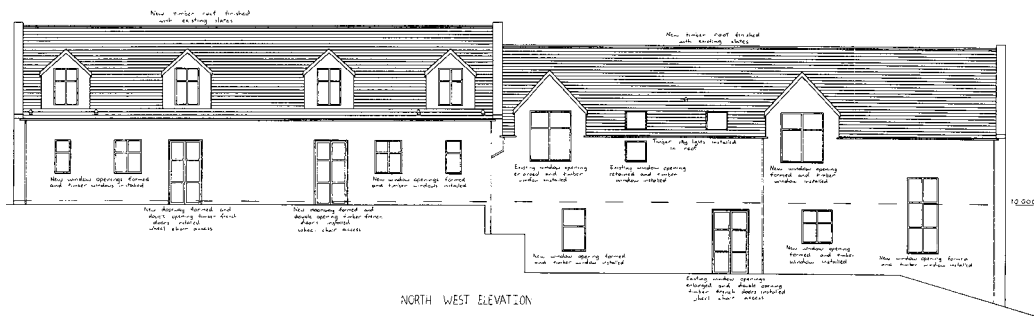 New timber roof finished
with existing slates
New timber roof finished
with existing slates
Timber sky lights installed
in roof
New window openings formed
and timber windows installed
New window openings formed
and timber windows installed
Existing window opening
enlarged and timber
window installed
Existing window opening
retained and timber
window installed
New window opening
formed and timber
window installed
New doorway formed and
double opening timber french
doors
wheel chair access
New doorway formed and
double opening timber french
doors installed
wheel chair access
New window opening formed
and timber window installed
New window opening
formed and timber
window installed
New window opening formed
and timber window installed
Existing window openings
enlarged and double opening
timber french doors installed
wheel chair access
NORTH WEST ELEVATION